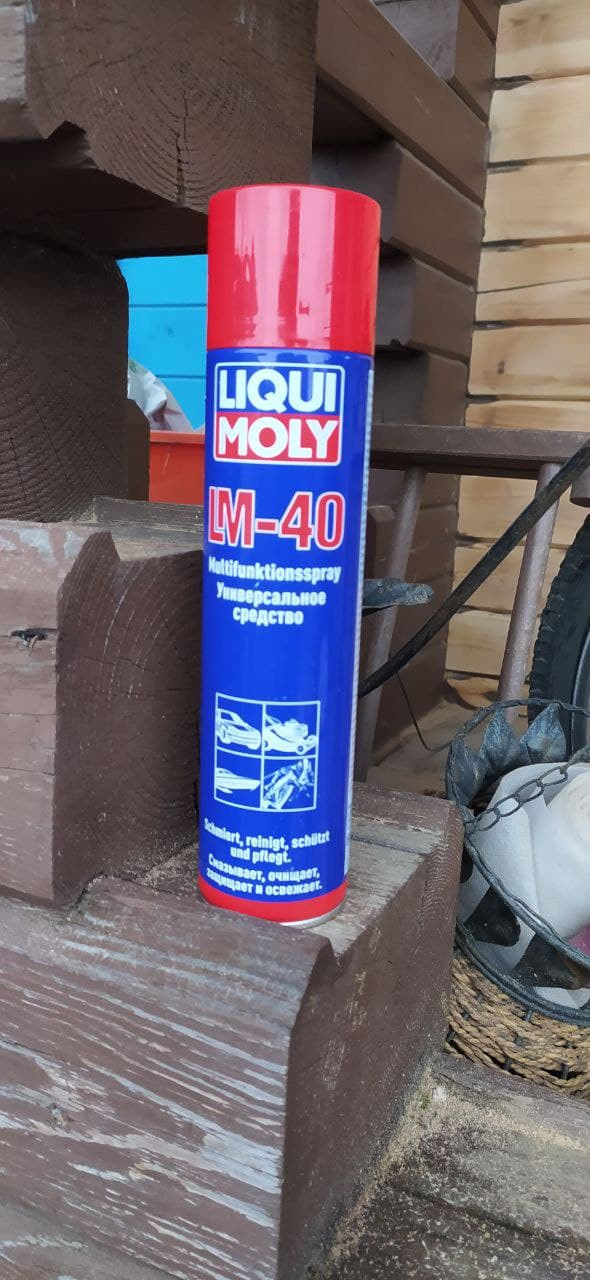 LIQUI
MOLY
LM-40
Multifunktionsspray
Универсальное
средство
Schmiert, reinigt, schützt
und pflegt.
Смазывает, очищает,
защищает и освежает.